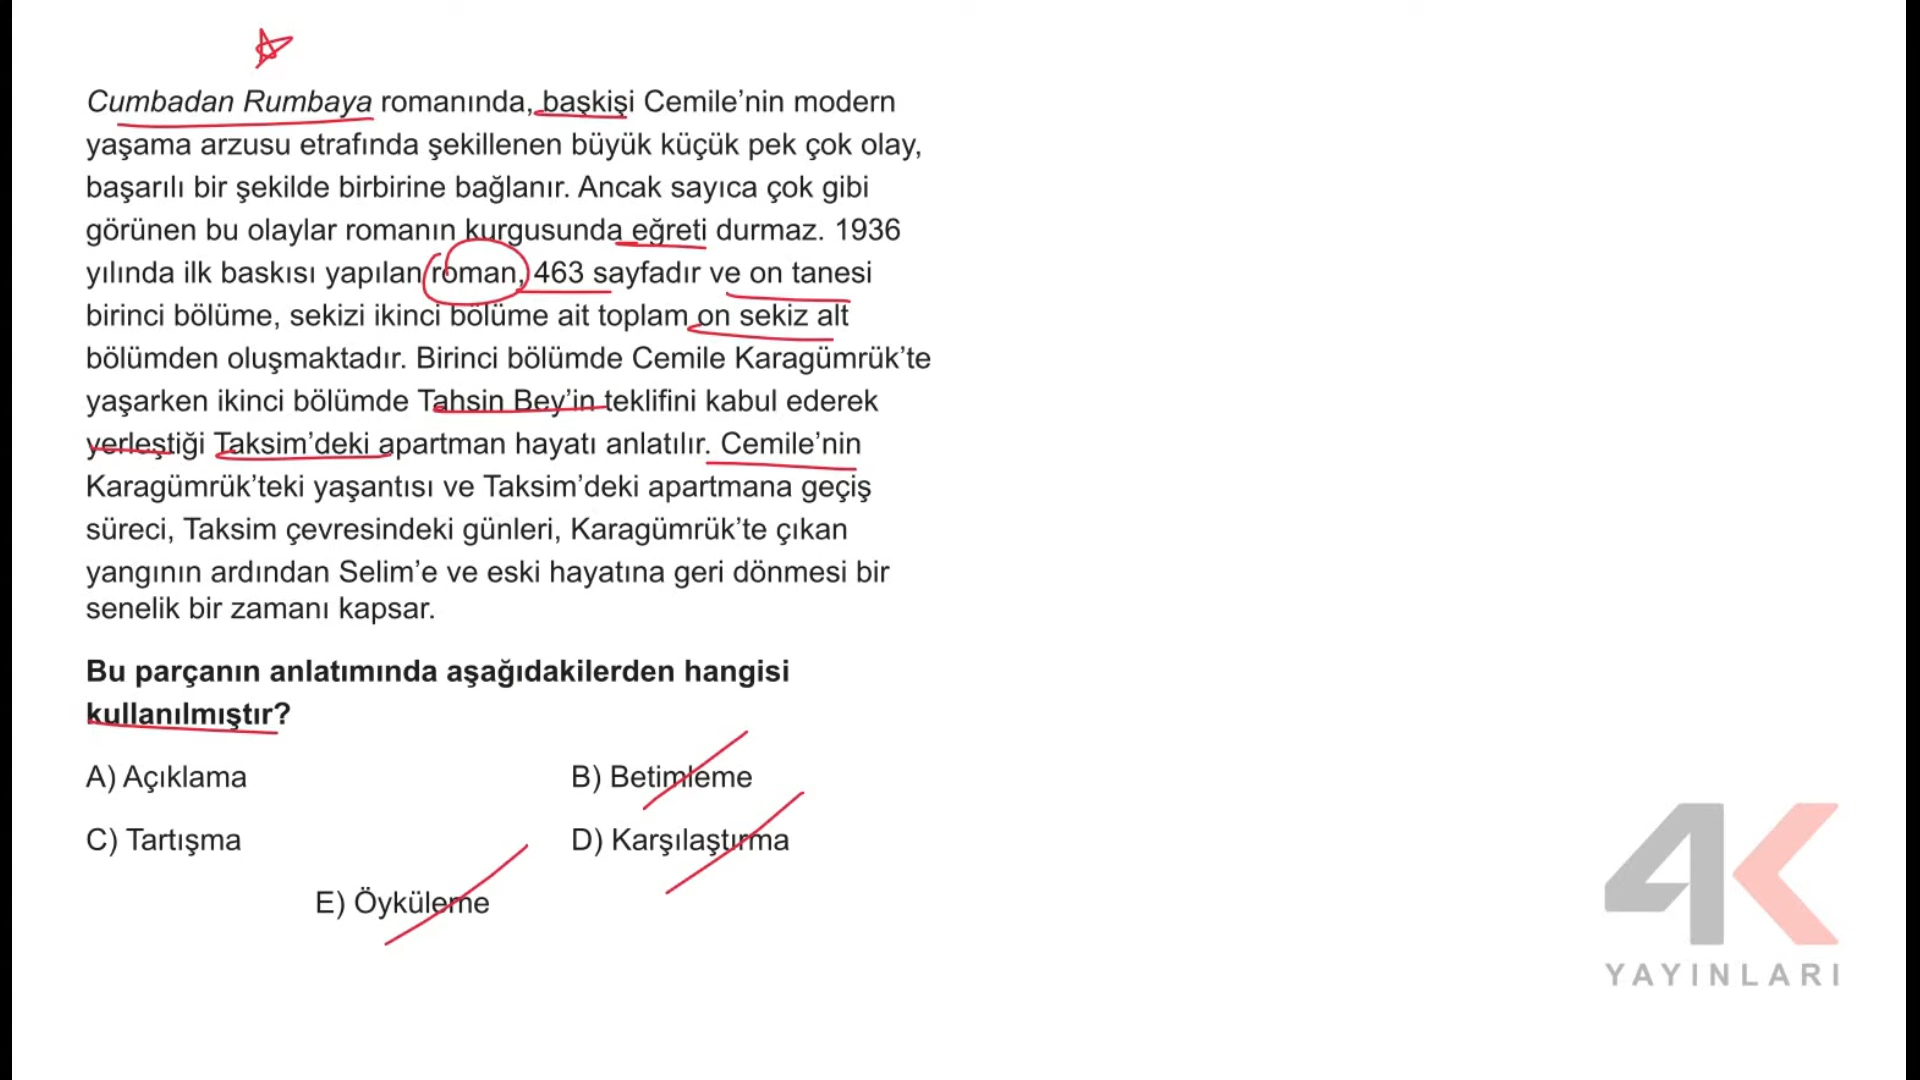 Cumbadan Rumbaya romanında, başkişi Cemile’nin modern
yaşama arzusu etrafında şekillenen büyük küçük pek çok olay,
başarılı bir şekilde birbirine bağlanır. Ancak sayıca çok gibi
görünen bu olaylar romanın kurgusunda eğreti durmaz. 1936
yılında ilk baskısı yapılan roman, 463 sayfadır ve on tanesi
birinci bölüme, sekizi ikinci bölüme ait toplam on sekiz alt
bölümden oluşmaktadır. Birinci bölümde Cemile Karagümrük’te
yaşarken ikinci bölümde Tahsin Bey’in teklifini kabul ederek
yerleştiği Taksim’deki apartman hayatı anlatılır. Cemile’nin
Karagümrük’teki yaşantısı ve Taksim’deki apartmana geçiş
süreci, Taksim çevresindeki günleri, Karagümrük’te çıkan
yangının ardından Selim’e ve eski hayatına geri dönmesi bir
senelik bir zamanı kapsar.
Bu parçanın anlatımında aşağıdakilerden hangisi
kullanılmıştır?
A) Açıklama
B) Betimleme
C) Tartışma
D) Karşılaştırma
E) Öyküleme
4K
YAYINLARI